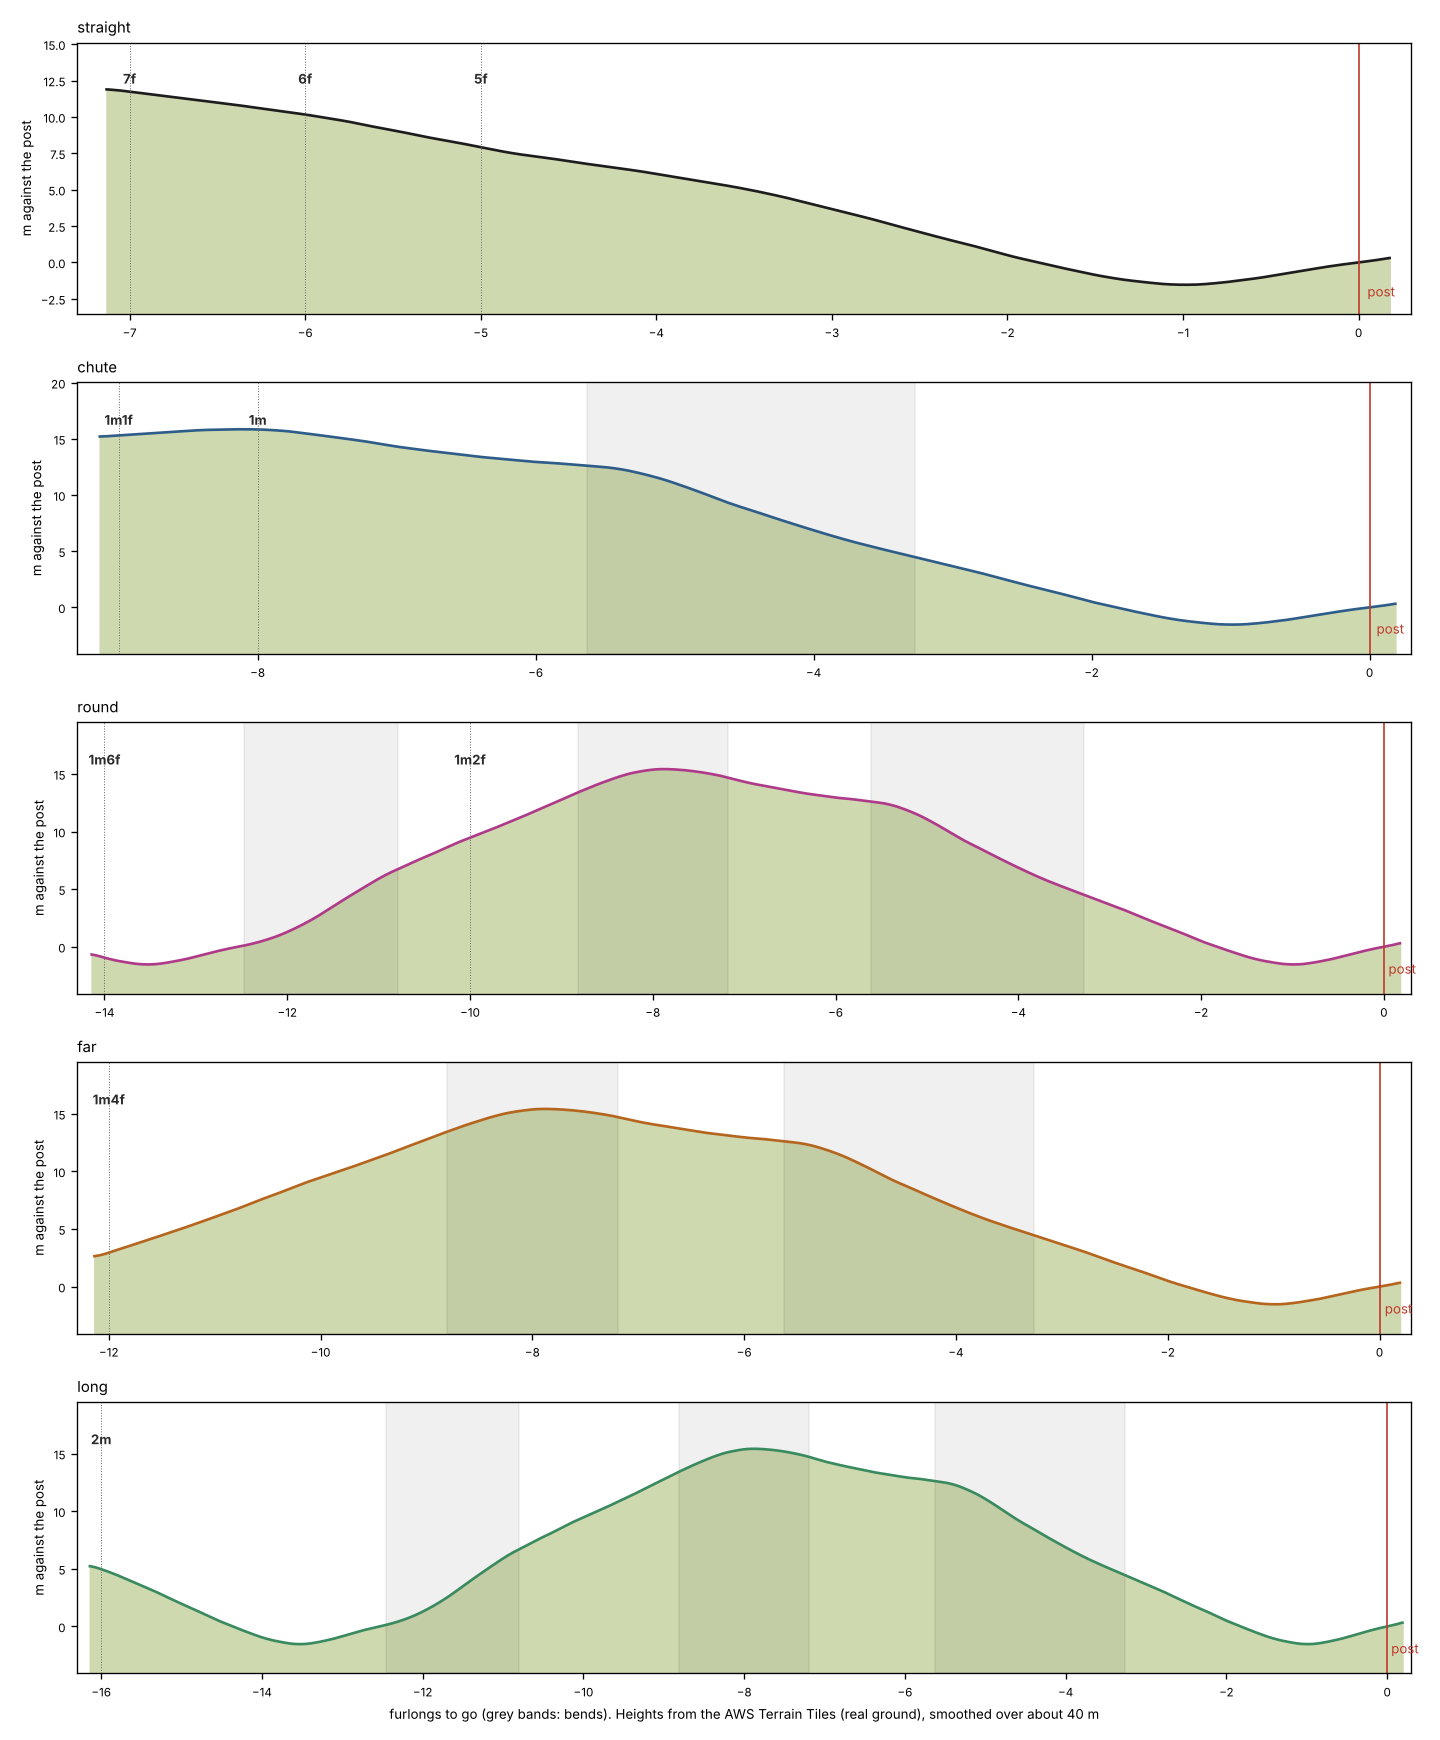 straight
15.0
12.5
10.0
7.5
5.0
2.5
0.0
−2.5
m against the post
7f
6f
5f
post
−7 −6 −5 −4 −3 −2 −1 0
chute
20
15
10
5
0
m against the post
1m1f
1m
post
−8 −6 −4 −2 0
round
15
10
5
0
m against the post
1m6f
1m2f
post
−14 −12 −10 −8 −6 −4 −2 0
far
15
10
5
0
m against the post
1m4f
post
−12 −10 −8 −6 −4 −2 0
long
15
10
5
0
m against the post
2m
post
−16 −14 −12 −10 −8 −6 −4 −2 0
furlongs to go (grey bands: bends). Heights from the AWS Terrain Tiles (real ground), smoothed over about 40 m